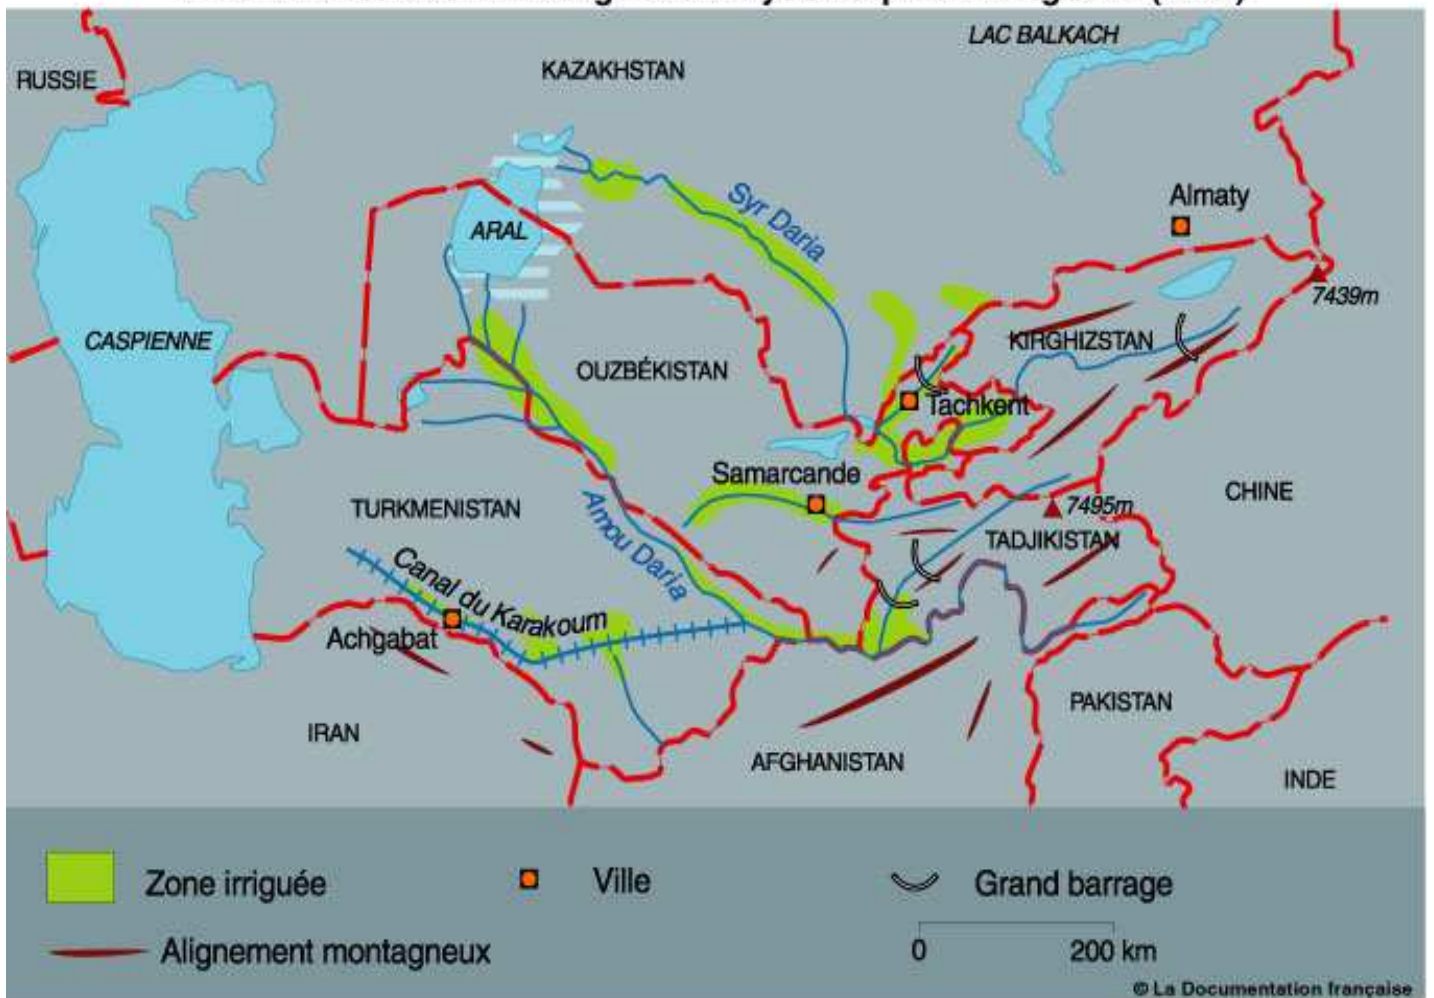 LAC BALKACH
KAZAKHSTAN
RUSSIE
Almaty
Syr Daria
ARAL
7439m
CASPIENNE
KIRGHIZSTAN
OUZBÉKISTAN
Tachkent
Samarcande
CHINE
TURKMENISTAN
7495m
Amou Daria
TADJIKISTAN
Canal du Karakoum
Achgabat
PAKISTAN
IRAN
AFGHANISTAN
INDE
Zone irriguée
Ville
Grand barrage
Alignement montagneux
0 200 km
© La Documentation française